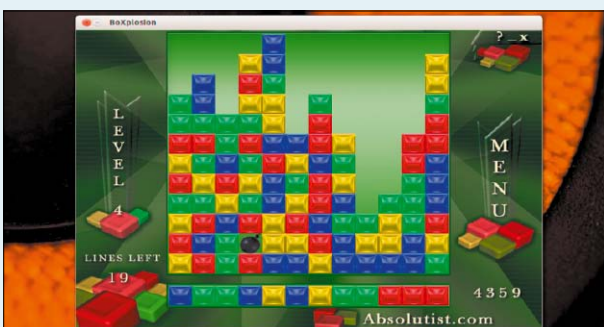 BoXplosion
? _ x
LEVEL
4
MENU
LINES LEFT
19
4359
Absolutist.com